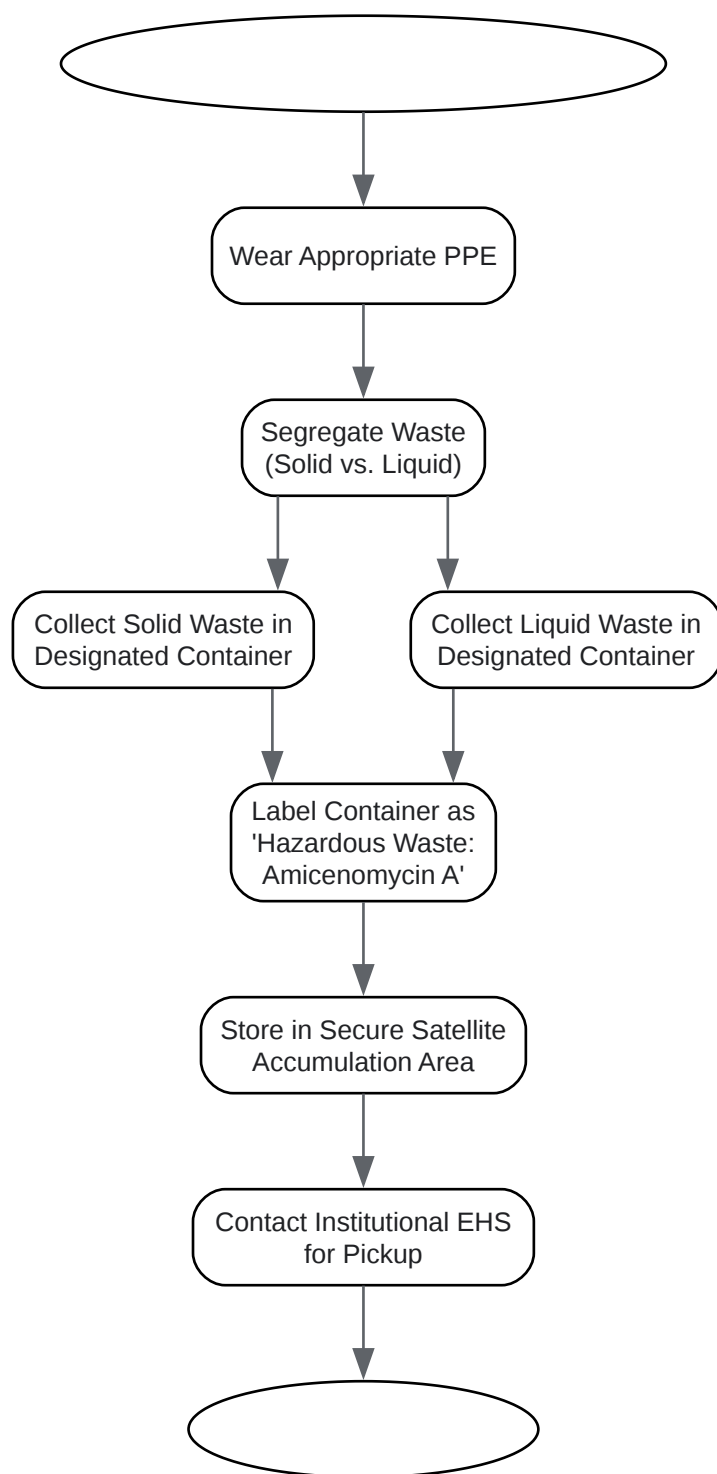 Wear Appropriate PPE
Segregate Waste
(Solid vs. Liquid)
Collect Solid Waste in
Designated Container
Collect Liquid Waste in
Designated Container
Label Container as
'Hazardous Waste:
Amicenomycin A'
Store in Secure Satellite
Accumulation Area
Contact Institutional EHS
for Pickup